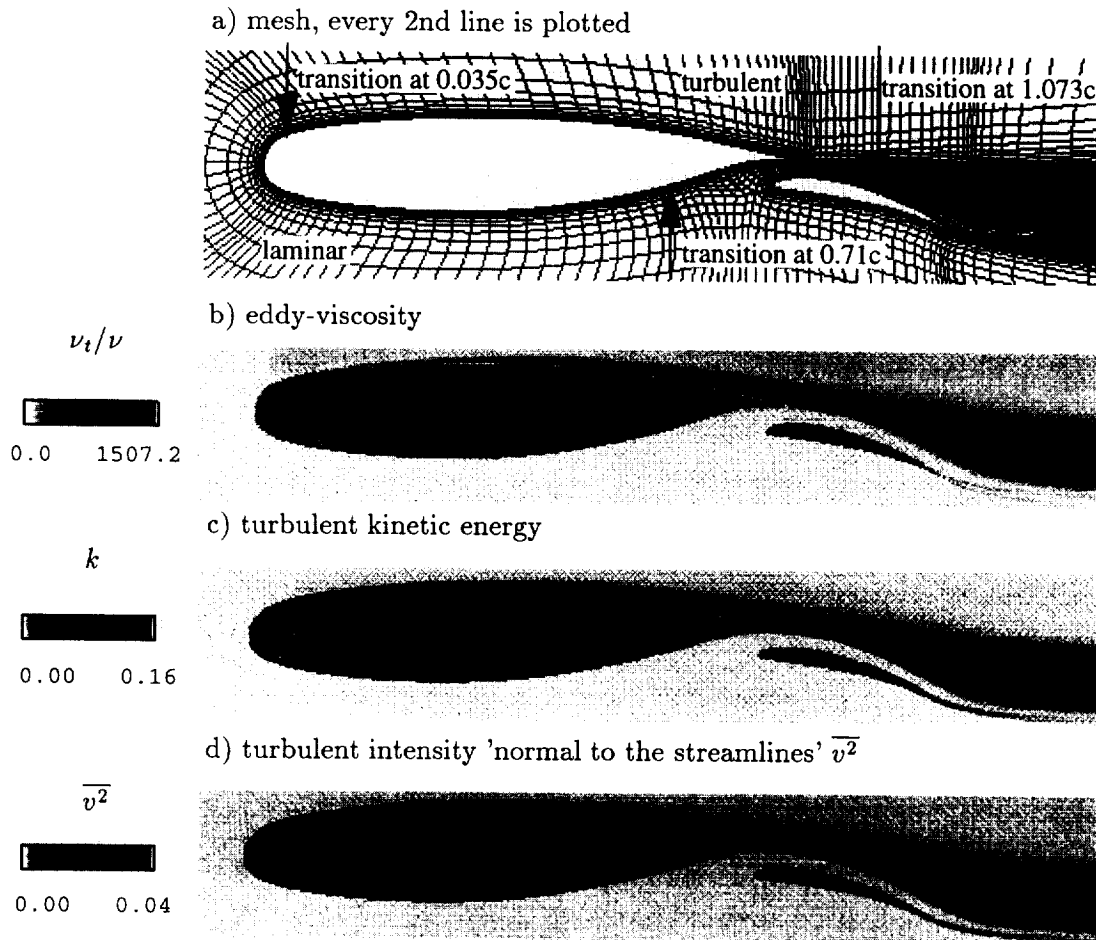 a) mesh, every 2nd line is plotted
transition at 0.035c
turbulent
transition at 1.073c
laminar
transition at 0.71c
b) eddy-viscosity
ν_t/ν
0.0 1507.2
c) turbulent kinetic energy
k
0.00 0.16
d) turbulent intensity 'normal to the streamlines' \overline{v^2}
\overline{v^2}
0.00 0.04